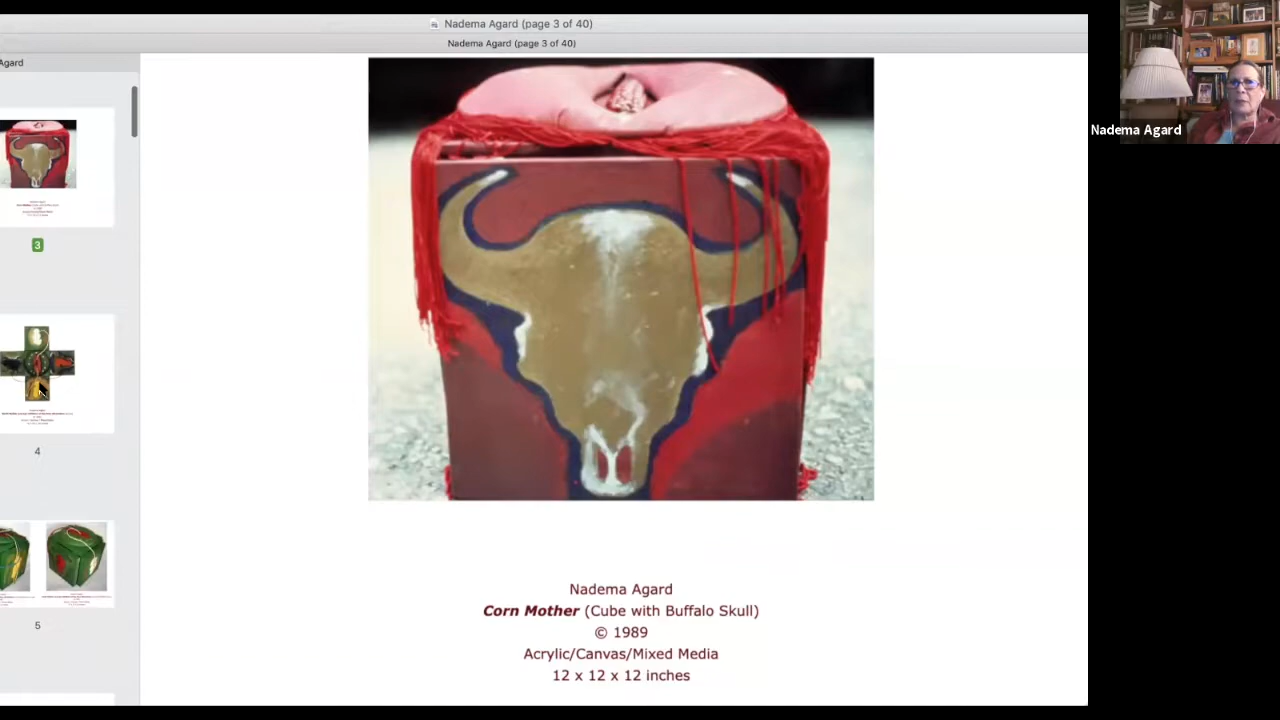 Nadema Agard (page 3 of 40)
Nadema Agard (page 3 of 40)
Agard
3
4
5
Nadema Agard
Corn Mother (Cube with Buffalo Skull)
© 1989
Acrylic/Canvas/Mixed Media
12 x 12 x 12 inches
Nadema Agard